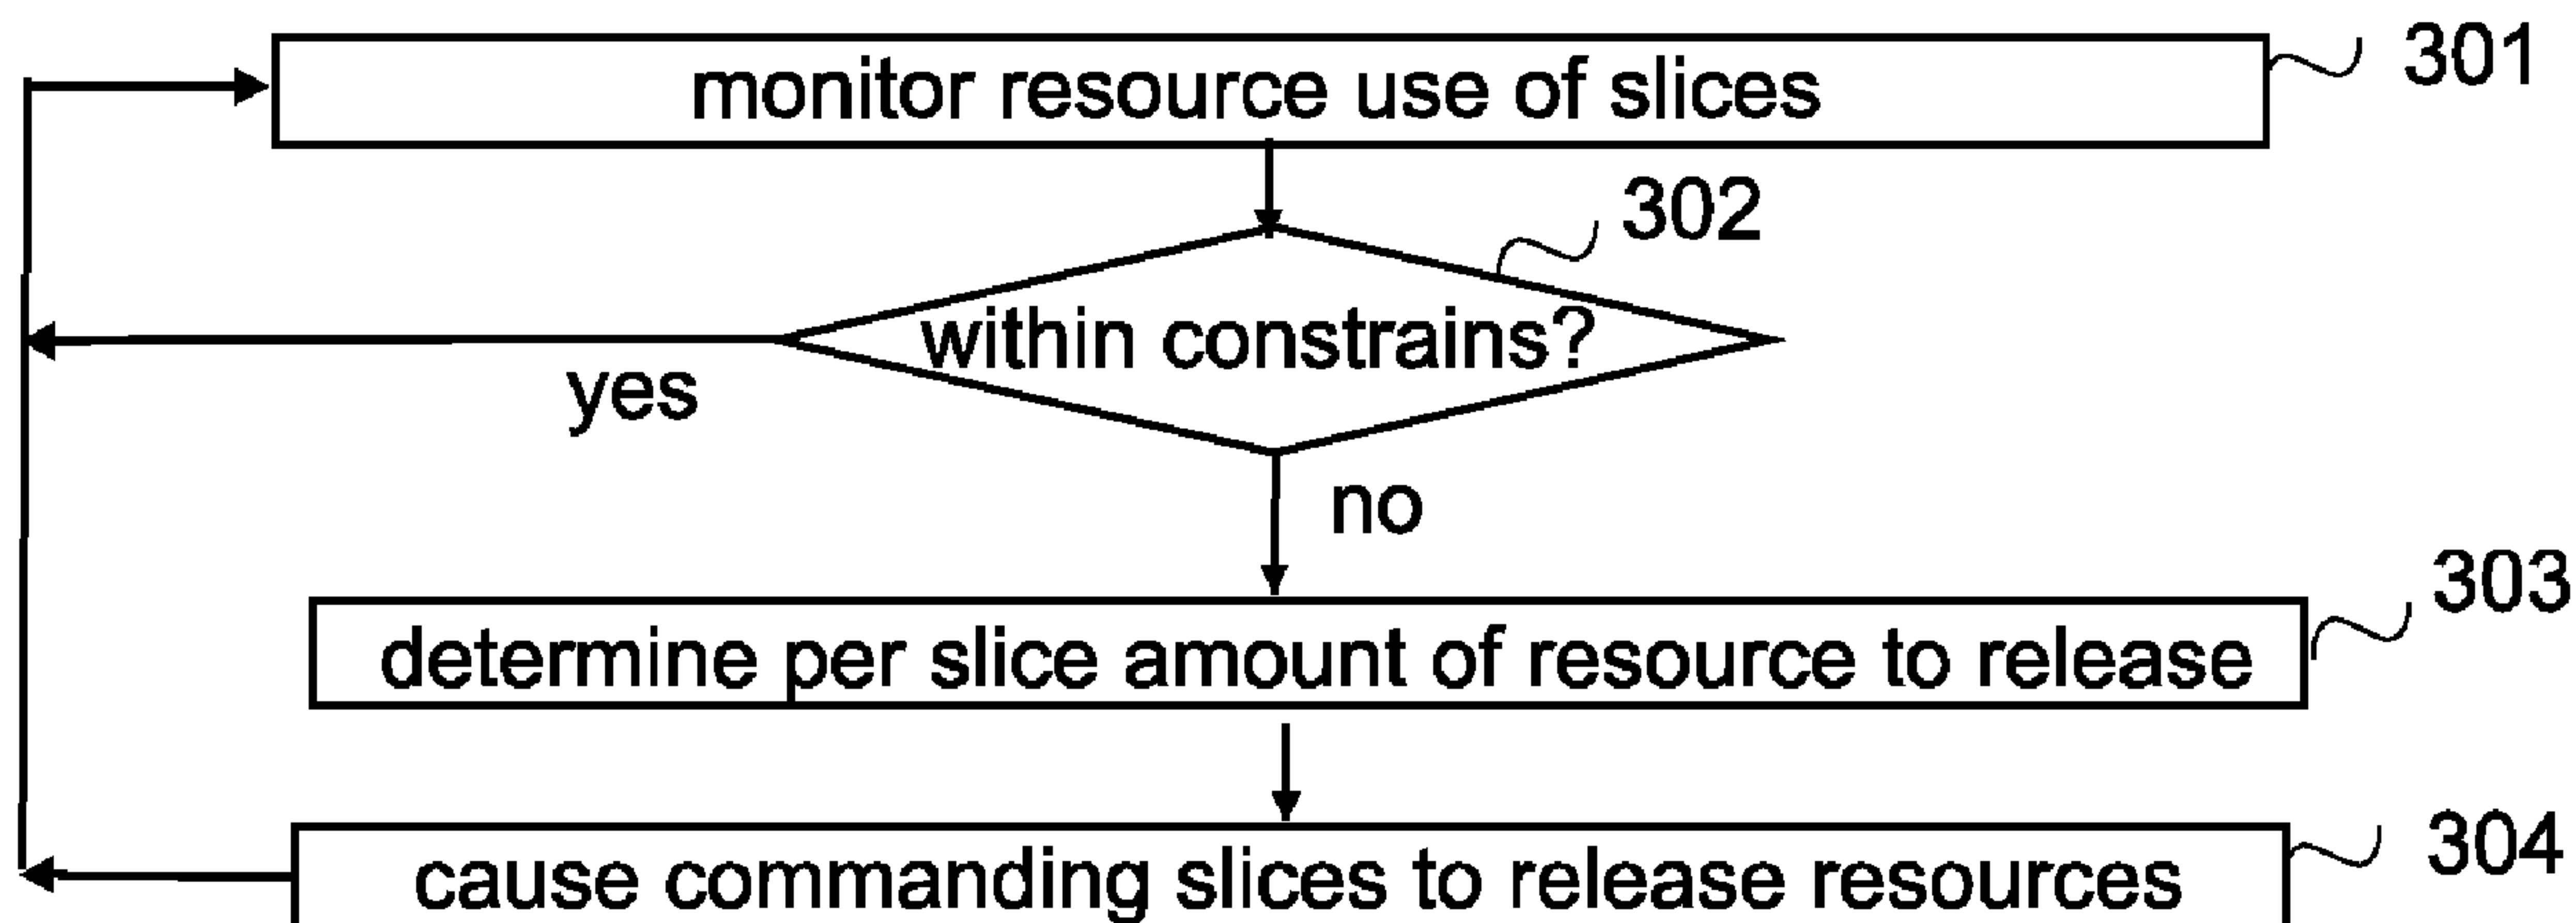 monitor resource use of slices
301
302
within constrains?
yes
no
303
determine per slice amount of resource to release
304
cause commanding slices to release resources